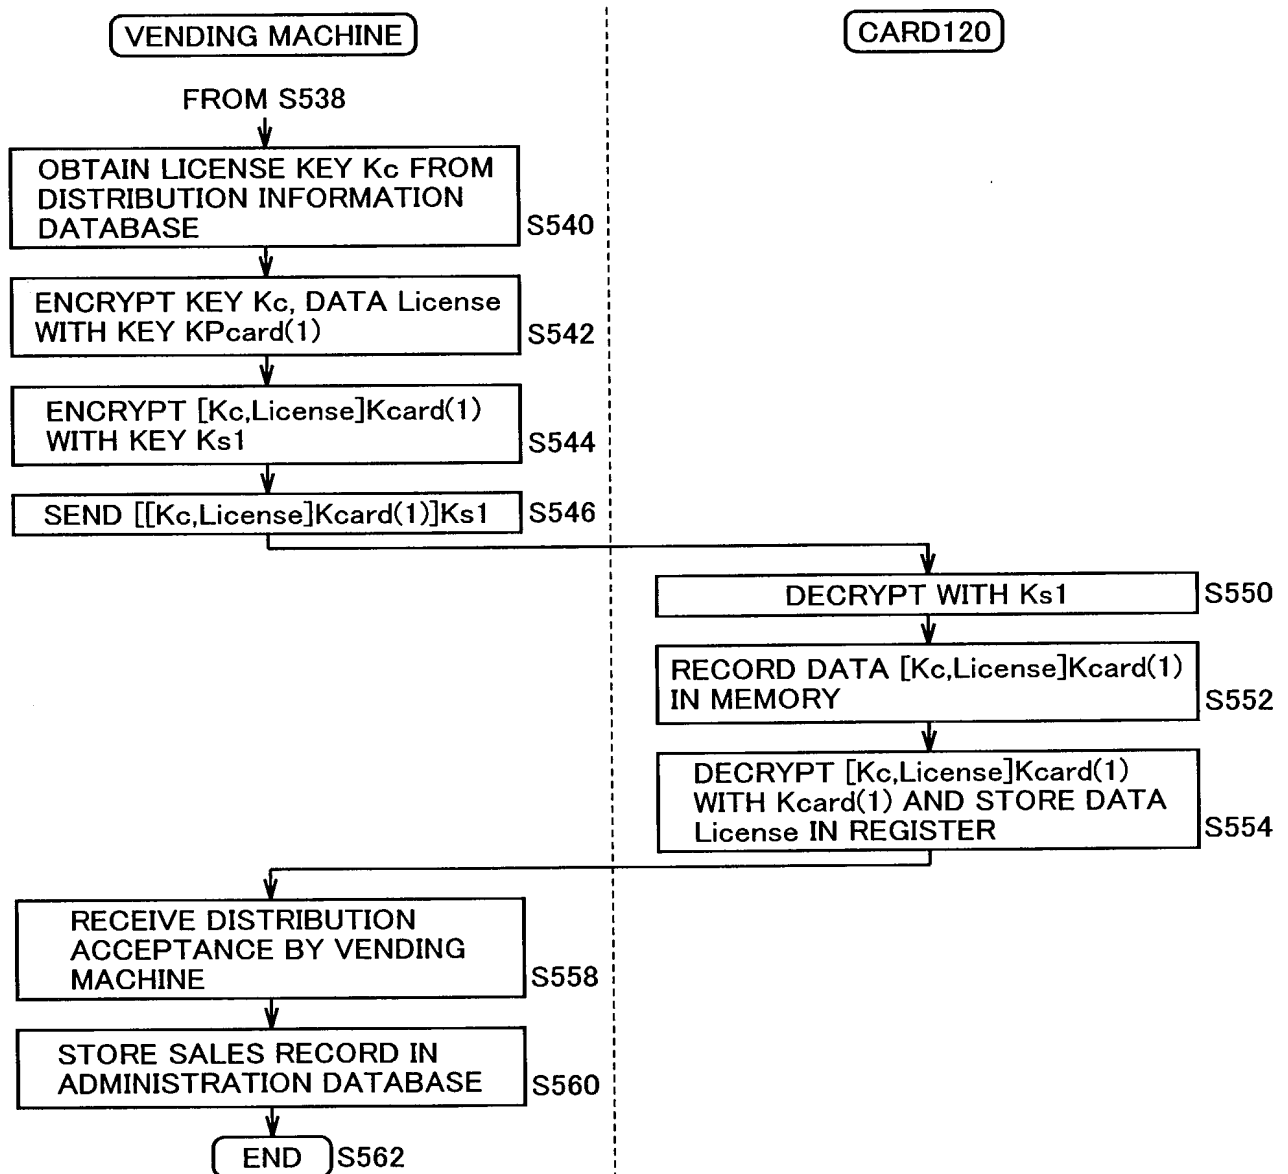 VENDING MACHINE
CARD120
FROM S538
OBTAIN LICENSE KEY Kc FROM
DISTRIBUTION INFORMATION
DATABASE
S540
ENCRYPT KEY Kc, DATA License
WITH KEY KPcard(1)
S542
ENCRYPT [Kc,License]Kcard(1)
WITH KEY Ks1
S544
SEND [[Kc,License]Kcard(1)]Ks1
S546
DECRYPT WITH Ks1
S550
RECORD DATA [Kc,License]Kcard(1)
IN MEMORY
S552
DECRYPT [Kc,License]Kcard(1)
WITH Kcard(1) AND STORE DATA
License IN REGISTER
S554
RECEIVE DISTRIBUTION
ACCEPTANCE BY VENDING
MACHINE
S558
STORE SALES RECORD IN
ADMINISTRATION DATABASE
S560
END
S562